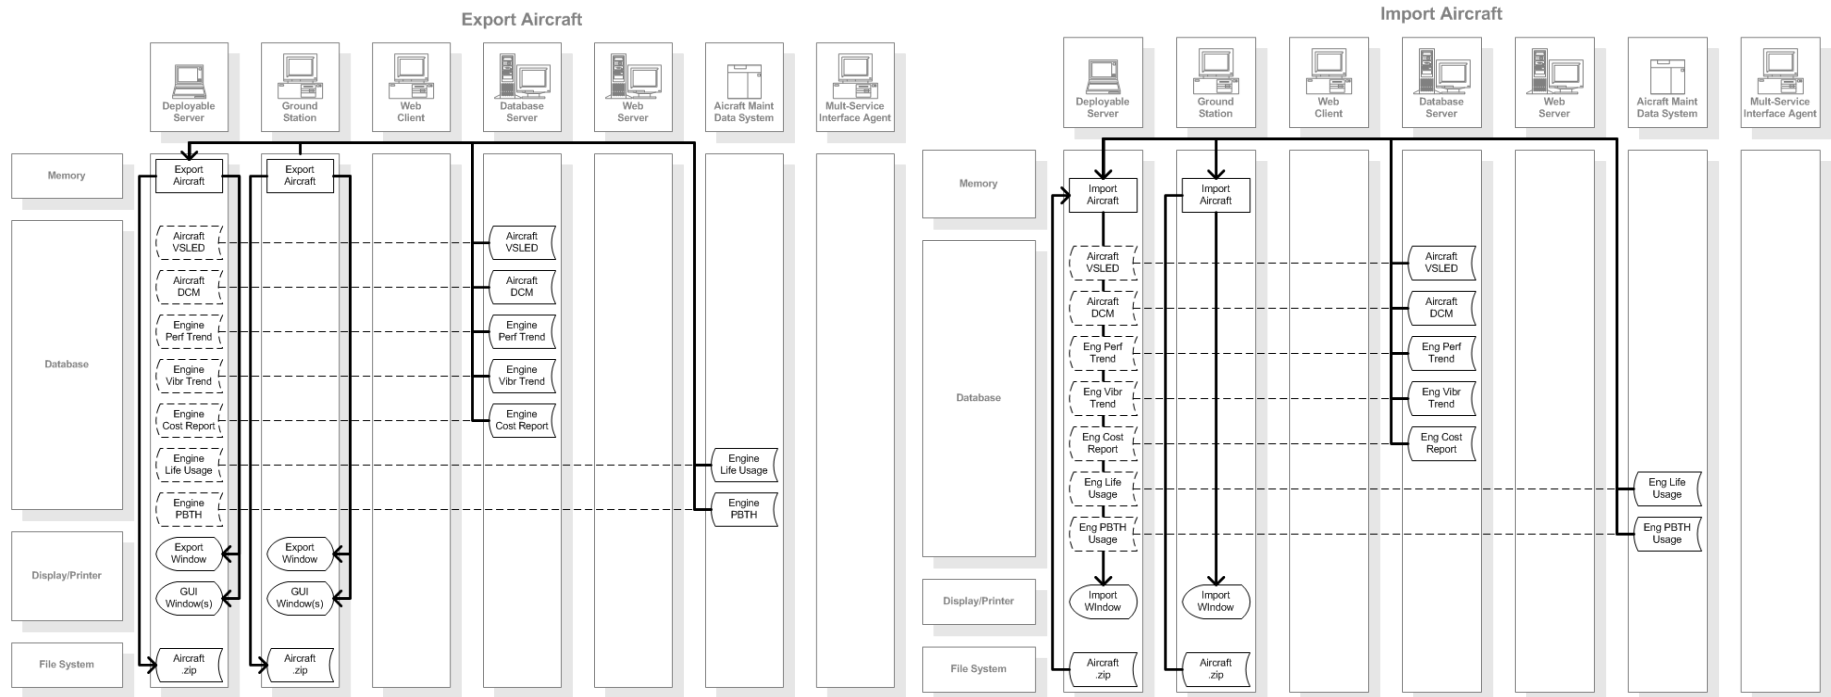 Export Aircraft
Deployable
Server
Ground
Station
Web
Client
Database
Server
Web
Server
Aicraft Maint
Data System
Mult-Service
Interface Agent
Memory
Export
Aircraft
Export
Aircraft
Database
Aircraft
VSLED
Aircraft
VSLED
Aircraft
DCM
Aircraft
DCM
Engine
Perf Trend
Engine
Perf Trend
Engine
Vibr Trend
Engine
Vibr Trend
Engine
Cost Report
Engine
Cost Report
Engine
Life Usage
Engine
Life Usage
Engine
PBTH
Engine
PBTH
Display/Printer
Export
Window
Export
Window
GUI
Window(s)
GUI
Window(s)
File System
Aircraft
.zip
Aircraft
.zip
Import Aircraft
Deployable
Server
Ground
Station
Web
Client
Database
Server
Web
Server
Aicraft Maint
Data System
Mult-Service
Interface Agent
Memory
Import
Aircraft
Import
Aircraft
Database
Aircraft
VSLED
Aircraft
VSLED
Aircraft
DCM
Aircraft
DCM
Eng Perf
Trend
Eng Perf
Trend
Eng Vibr
Trend
Eng Vibr
Trend
Eng Cost
Report
Eng Cost
Report
Eng Life
Usage
Eng Life
Usage
Eng PBTH
Usage
Eng PBTH
Usage
Display/Printer
Import
WIndow
Import
WIndow
File System
Aircraft
.zip
Aircraft
.zip